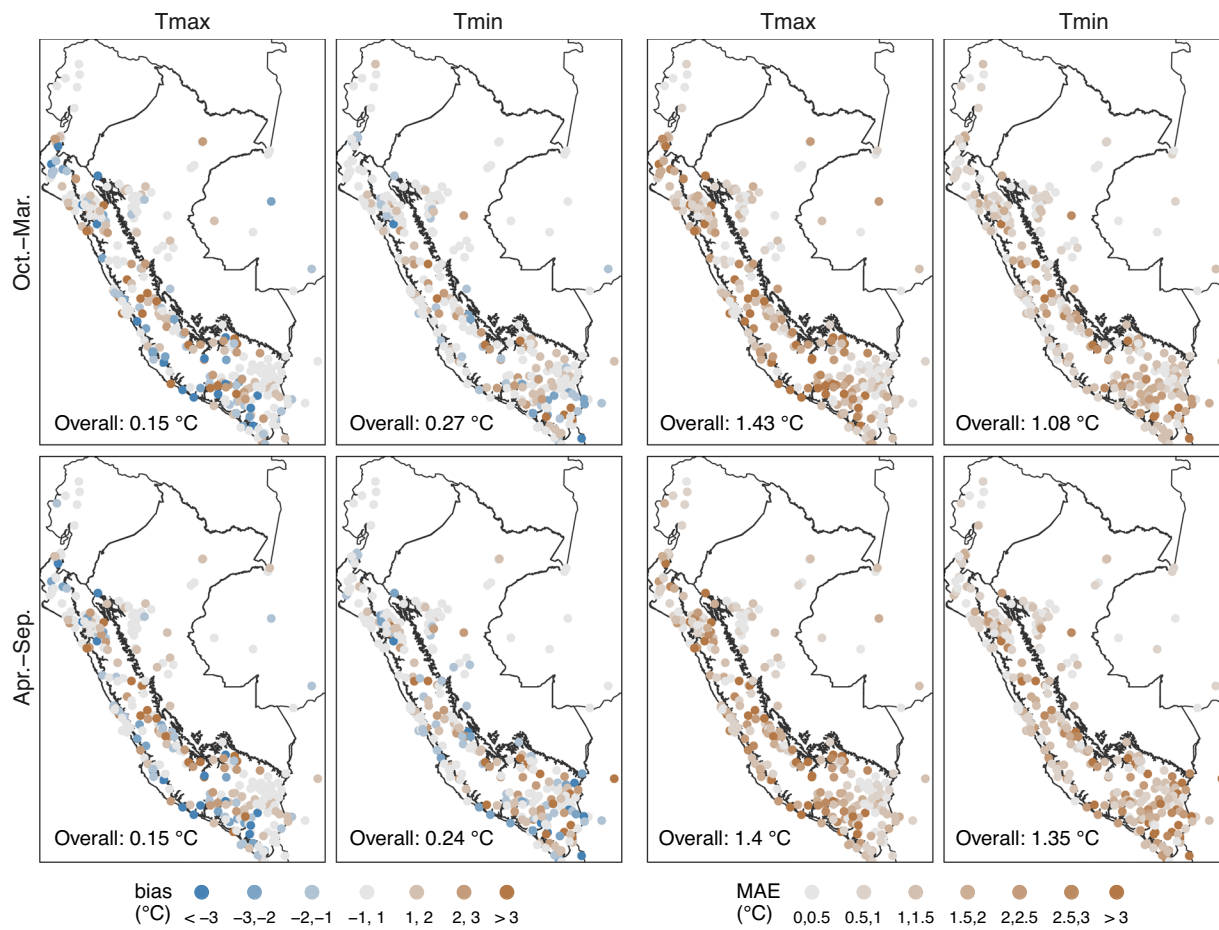 Tmax Tmin Tmax Tmin
Oct.–Mar.
Overall: 0.15 °C Overall: 0.27 °C Overall: 1.43 °C Overall: 1.08 °C
Apr.–Sep.
Overall: 0.15 °C Overall: 0.24 °C Overall: 1.4 °C Overall: 1.35 °C
bias MAE
(°C) < −3 −3,−2 −2,−1 −1, 1 1, 2 2, 3 > 3 (°C) 0,0.5 0.5,1 1,1.5 1.5,2 2,2.5 2.5,3 > 3